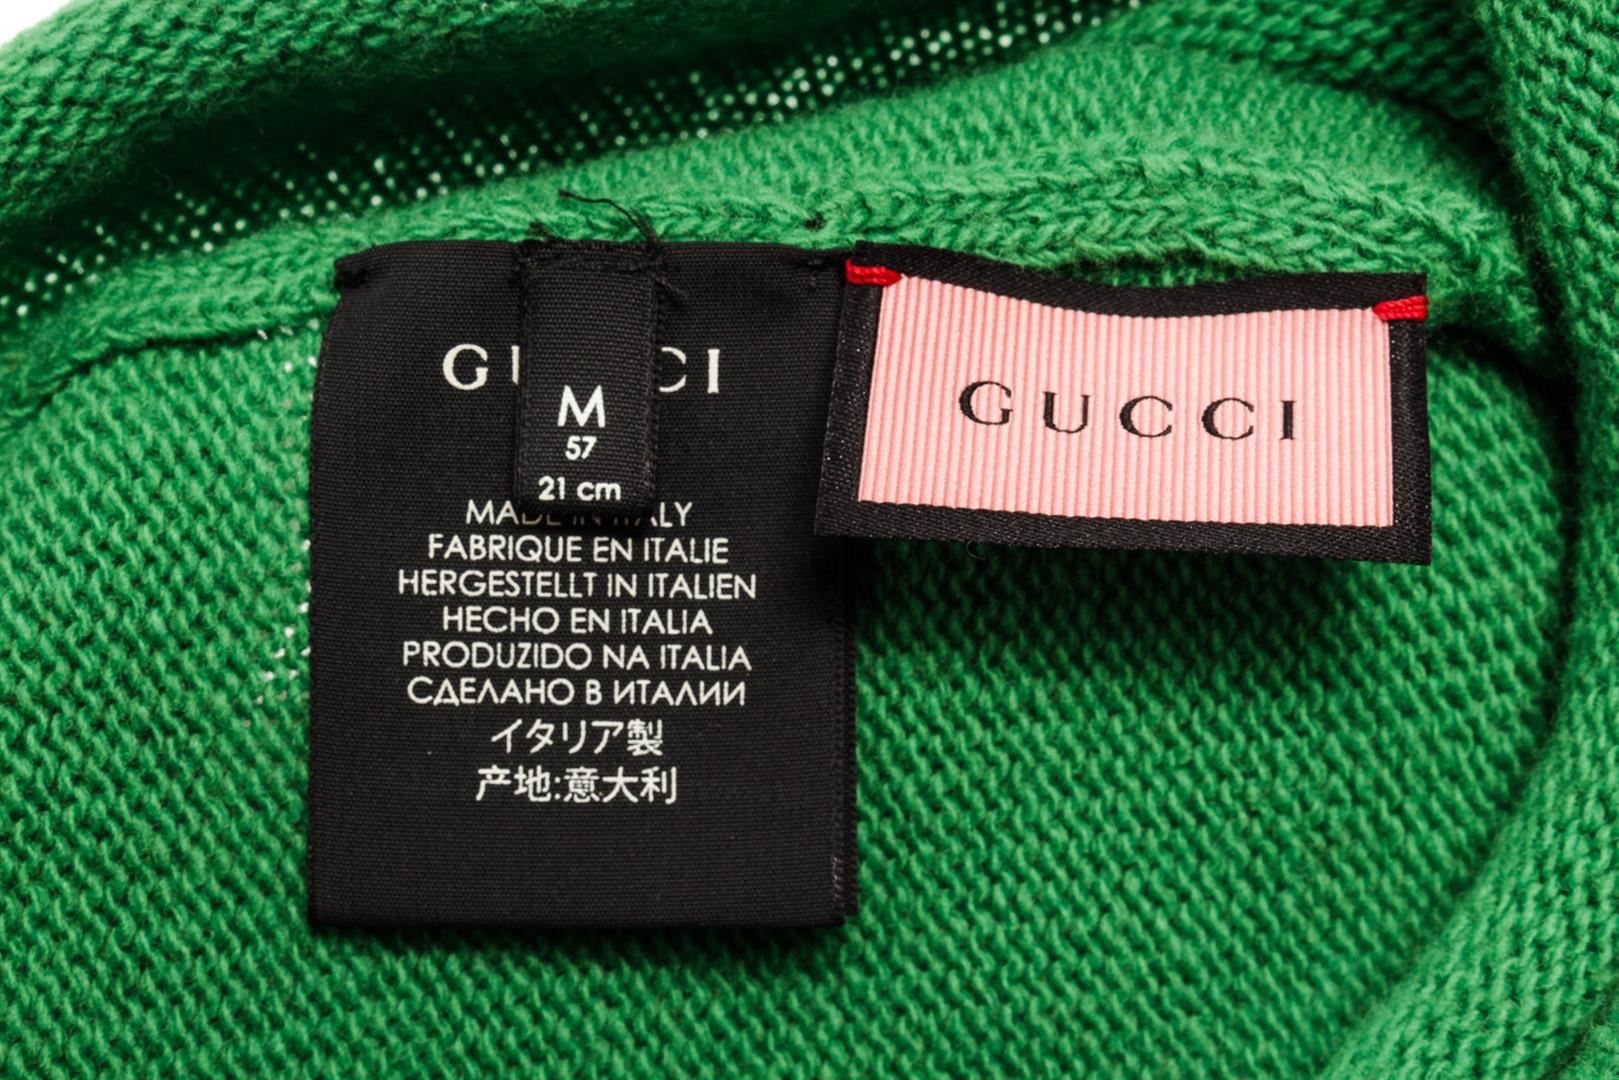 GUCCI
M
57
21 cm
MADE IN ITALY
FABRIQUE EN ITALIE
HERGESTELLT IN ITALIEN
HECHO EN ITALIA
PRODUZIDO NA ITALIA
СДЕЛАНО В ИТАЛИИ
イタリア製
产地:意大利
GUCCI